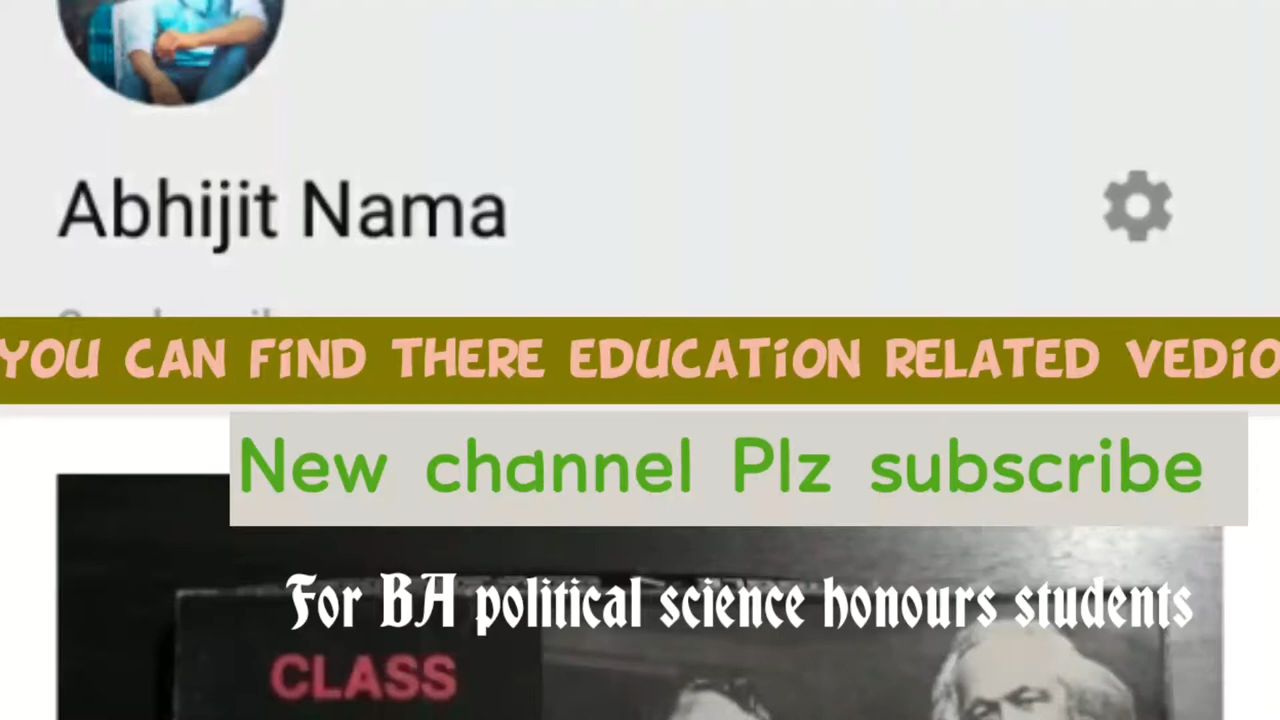 Abhijit Nama
YOU CAN FiND THERE EDUCATiON RELATED VEDiO
New channel Plz subscribe
For BA political science honours students
CLASS